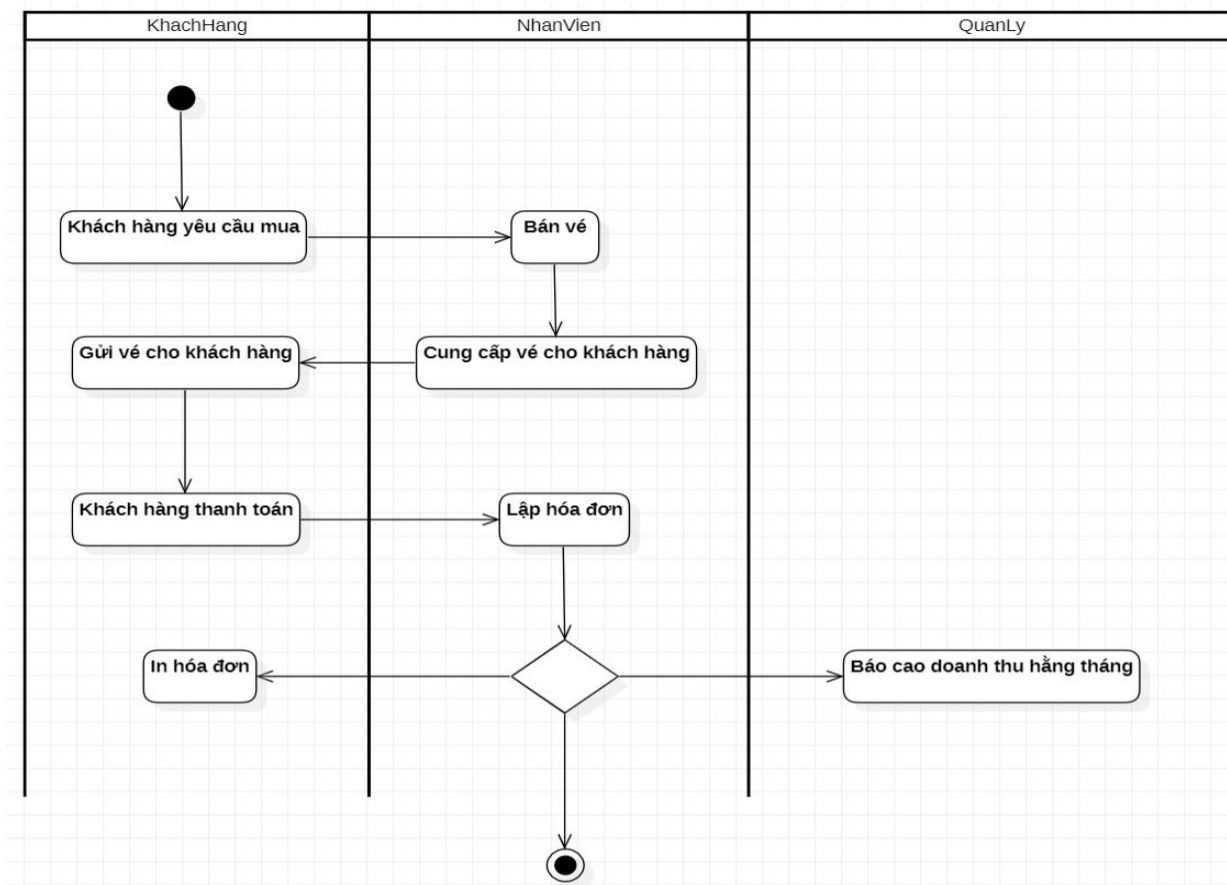 KhachHang
NhanVien
QuanLy
Khách hàng yêu cầu mua
Bán vé
Gửi vé cho khách hàng
Cung cấp vé cho khách hàng
Khách hàng thanh toán
Lập hóa đơn
In hóa đơn
Báo cao doanh thu hằng tháng